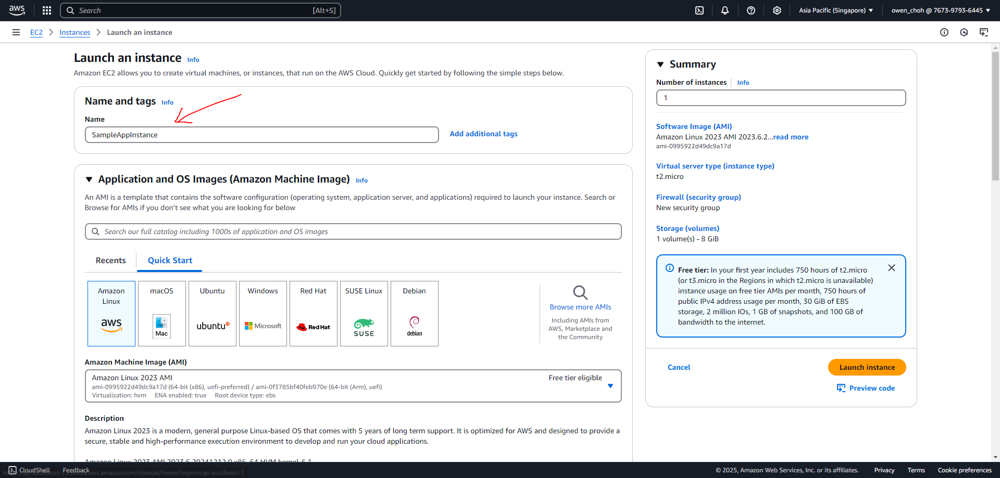 aws
Search [Alt+S]
Asia Pacific (Singapore)
owen_choh @ 7673-9793-6445
EC2
Instances
Launch an instance
Launch an instance Info
Amazon EC2 allows you to create virtual machines, or instances, that run on the AWS Cloud. Quickly get started by following the simple steps below.
Name and tags Info
Name
SampleAppInstance
Add additional tags
Application and OS Images (Amazon Machine Image) Info
An AMI is a template that contains the software configuration (operating system, application server, and applications) required to launch your instance. Search or
Browse for AMIs if you don't see what you are looking for below
Search our full catalog including 1000s of application and OS images
Recents
Quick Start
Amazon
Linux
aws
macOS
Mac
Ubuntu
ubuntu
Windows
Microsoft
Red Hat
Red Hat
SUSE Linux
SUSE
Debian
debian
Browse more AMIs
Including AMIs from
AWS, Marketplace and
the Community
Amazon Machine Image (AMI)
Amazon Linux 2023 AMI
Free tier eligible
ami-0995922d49dc9a17d (64-bit (x86), uefi-preferred) / ami-0f3785bf40feb970e (64-bit (Arm), uefi)
Virtualization: hvm ENA enabled: true Root device type: ebs
Description
Amazon Linux 2023 is a modern, general purpose Linux-based OS that comes with 5 years of long term support. It is optimized for AWS and designed to provide a
secure, stable and high-performance execution environment to develop and run your cloud applications.
Amazon Linux 2023 AMI 2023.6.20241212.0 x86_64 HVM kernel-6.1
Summary
Number of instances Info
1
Software Image (AMI)
Amazon Linux 2023 AMI 2023.6.2...read more
ami-0995922d49dc9a17d
Virtual server type (instance type)
t2.micro
Firewall (security group)
New security group
Storage (volumes)
1 volume(s) - 8 GiB
Free tier: In your first year includes 750 hours of t2.micro
(or t3.micro in the Regions in which t2.micro is unavailable)
instance usage on free tier AMIs per month, 750 hours of
public IPv4 address usage per month, 30 GiB of EBS
storage, 2 million IOs, 1 GB of snapshots, and 100 GB of
bandwidth to the internet.
Cancel
Launch instance
Preview code
CloudShell
Feedback
https://ap-southeast-1.console.aws.amazon.com/console/home?region=ap-southeast-1
© 2025, Amazon Web Services, Inc. or its affiliates.
Privacy
Terms
Cookie preferences